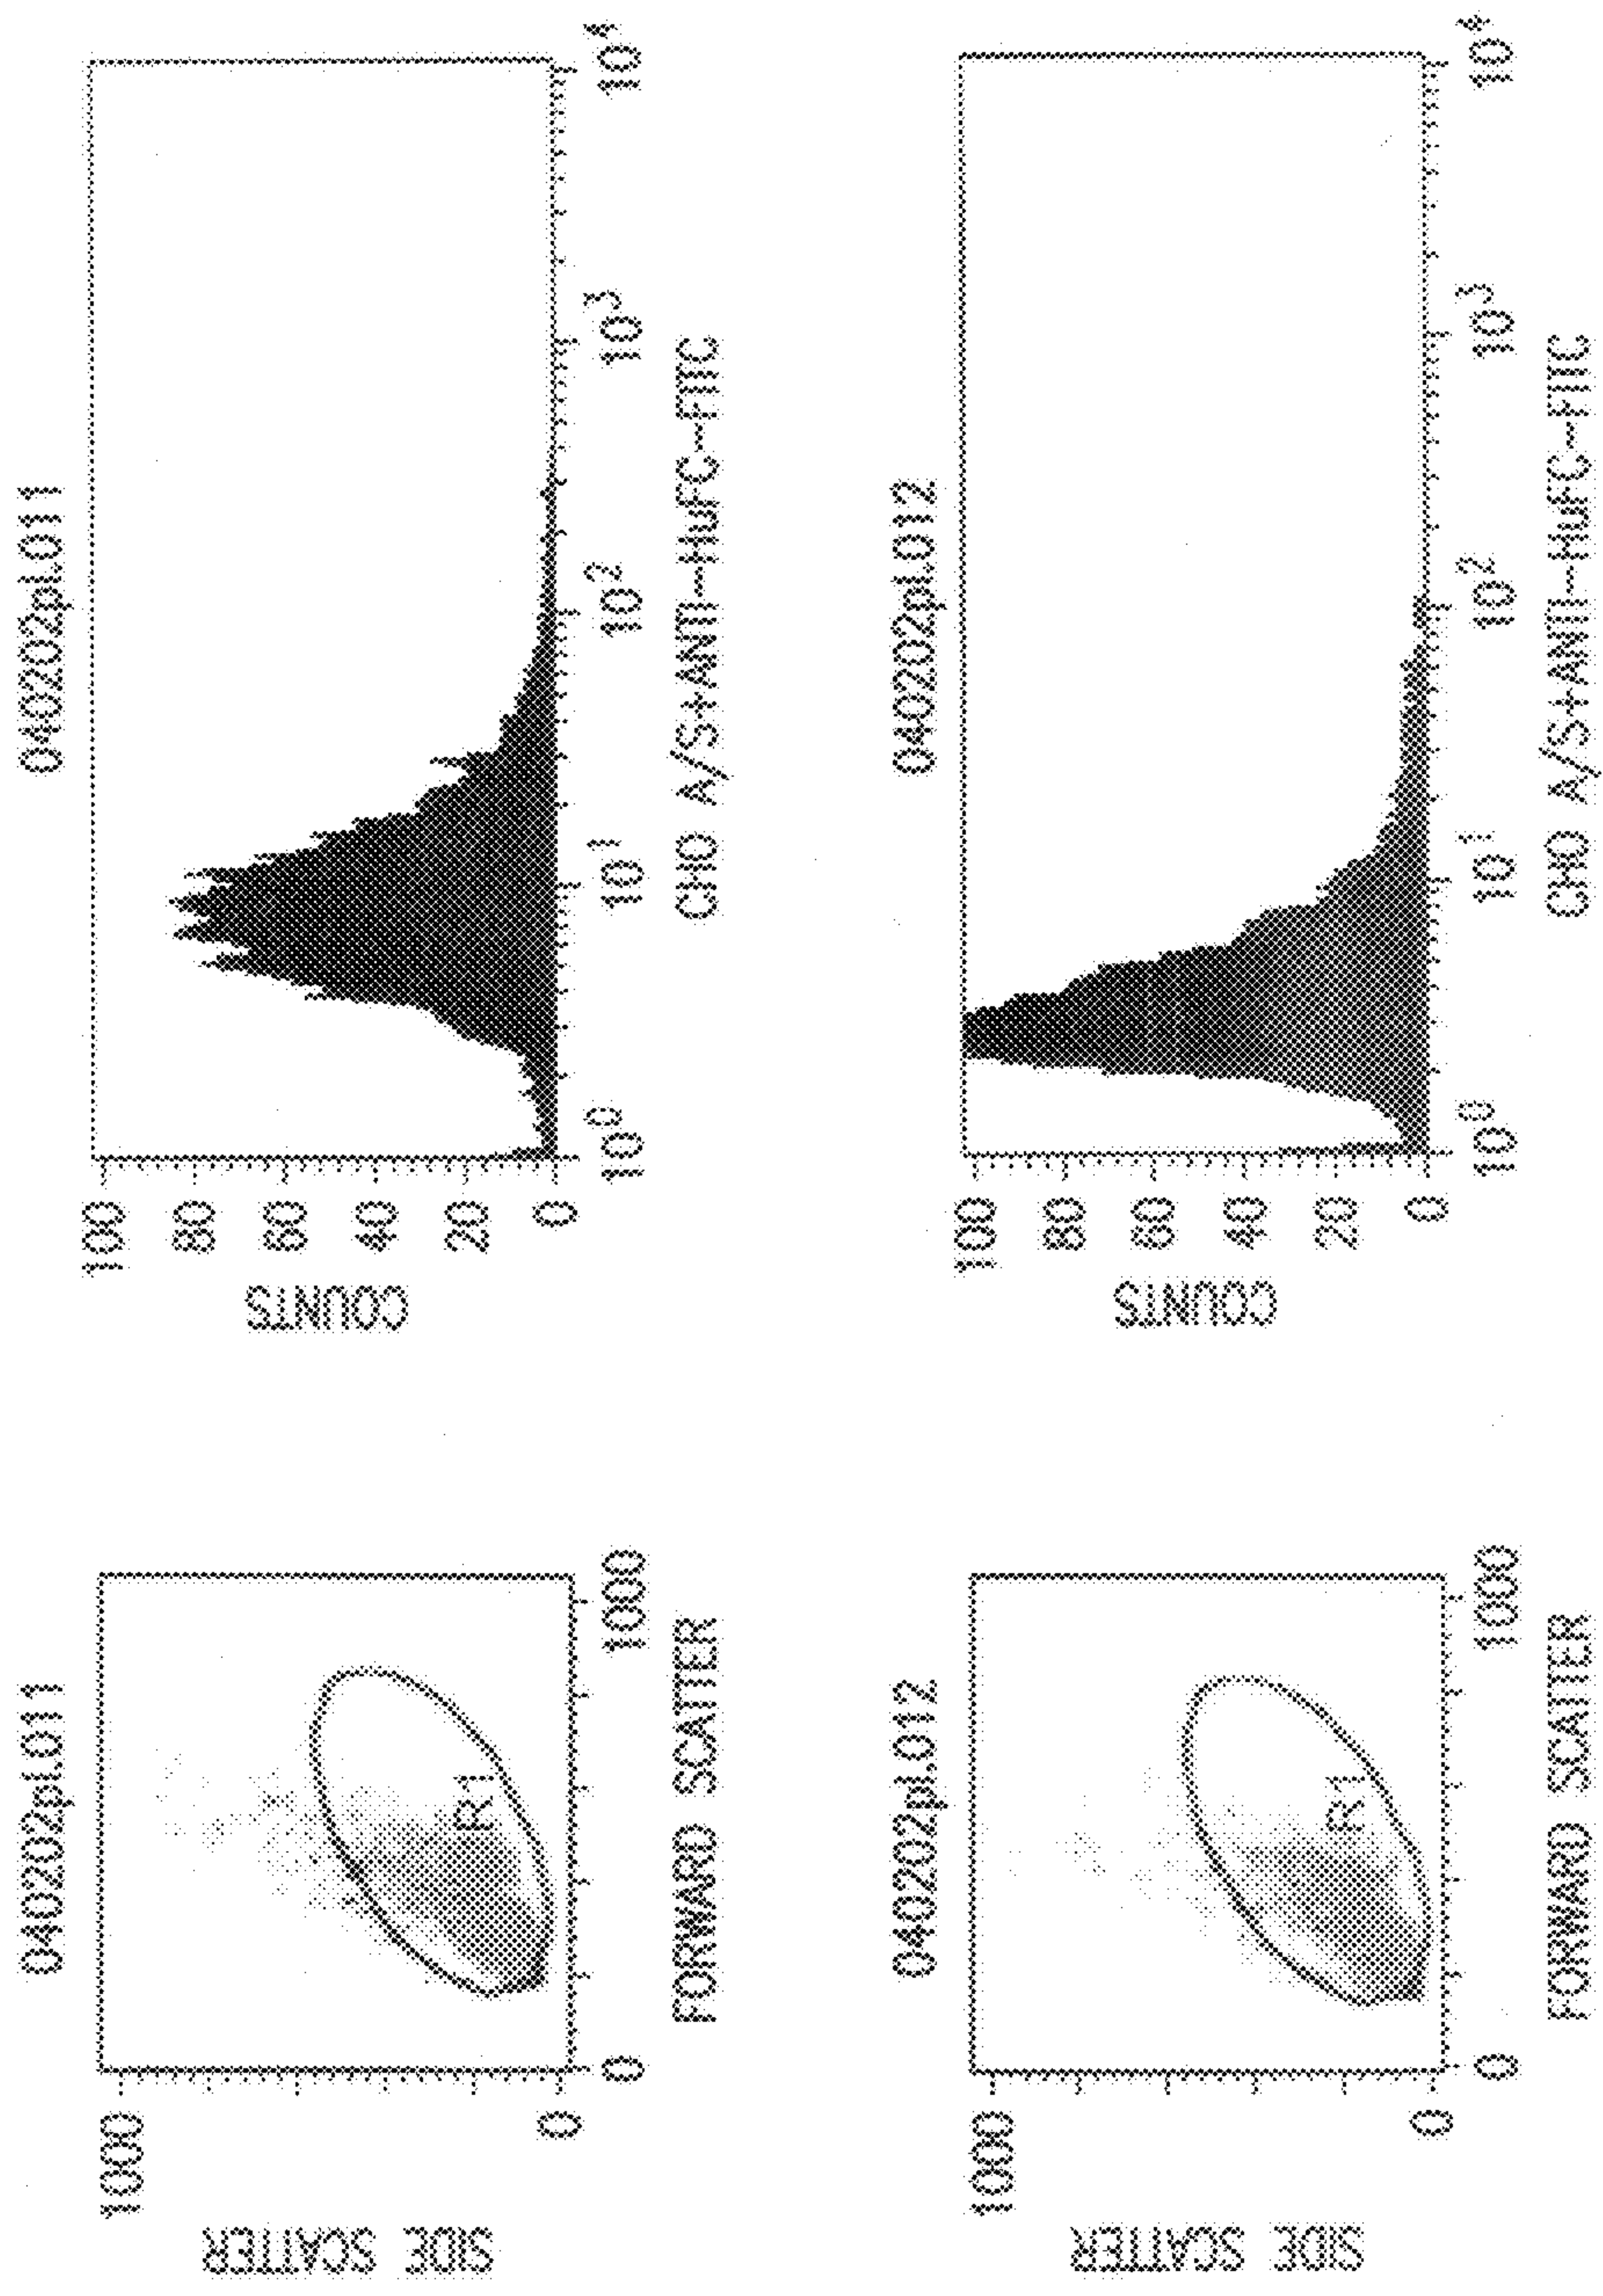 040202pl.011
SIDE SCATTER
1000
0
R1
0
1000
FORWARD SCATTER
040202pl.011
COUNTS
100
80
60
40
20
0
10^0
10^1
10^2
10^3
10^4
CHO A/S+ANTI-HuFC-FITC
040202pl.012
SIDE SCATTER
1000
0
R1
0
1000
FORWARD SCATTER
040202pl.012
COUNTS
100
80
60
40
20
0
10^0
10^1
10^2
10^3
10^4
CHO A/S+ANTI-HuFC-FITC